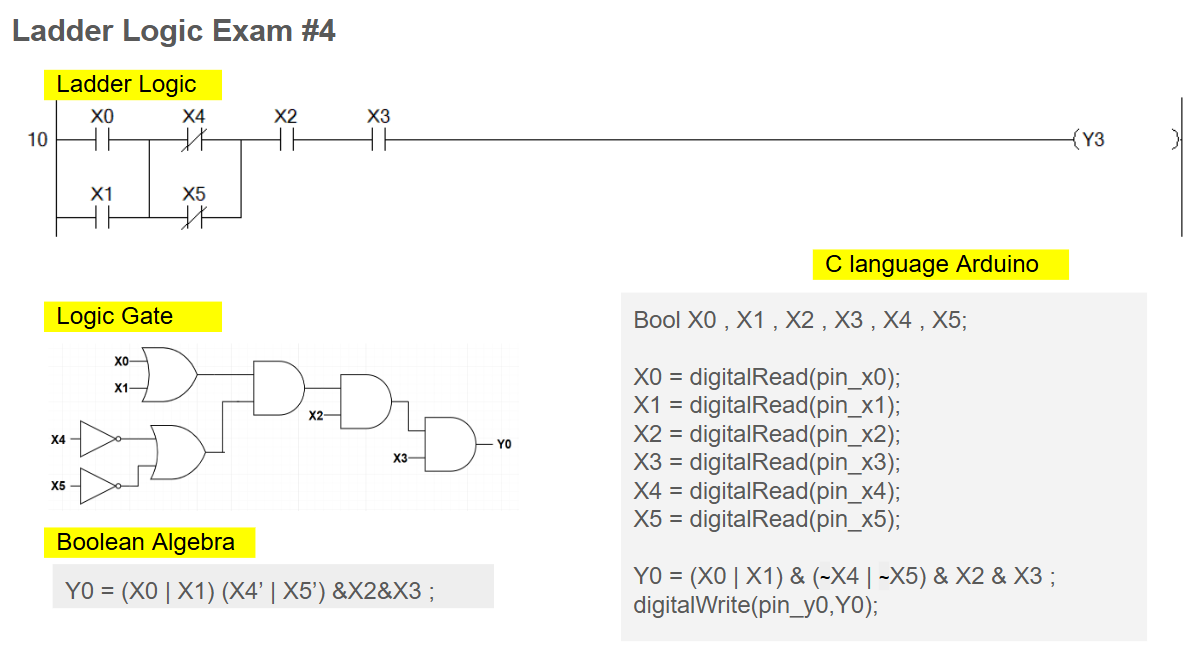 Ladder Logic Exam #4
Ladder Logic
X0 X4 X2 X3
10
Y3
X1 X5
C language Arduino
Bool X0 , X1 , X2 , X3 , X4 , X5;
X0 = digitalRead(pin_x0);
X1 = digitalRead(pin_x1);
X2 = digitalRead(pin_x2);
X3 = digitalRead(pin_x3);
X4 = digitalRead(pin_x4);
X5 = digitalRead(pin_x5);
Y0 = (X0 | X1) & (~X4 | ~X5) & X2 & X3 ;
digitalWrite(pin_y0,Y0);
Logic Gate
X0
X1
X2
X4
Y0
X3
X5
Boolean Algebra
Y0 = (X0 | X1) (X4’ | X5’) &X2&X3 ;